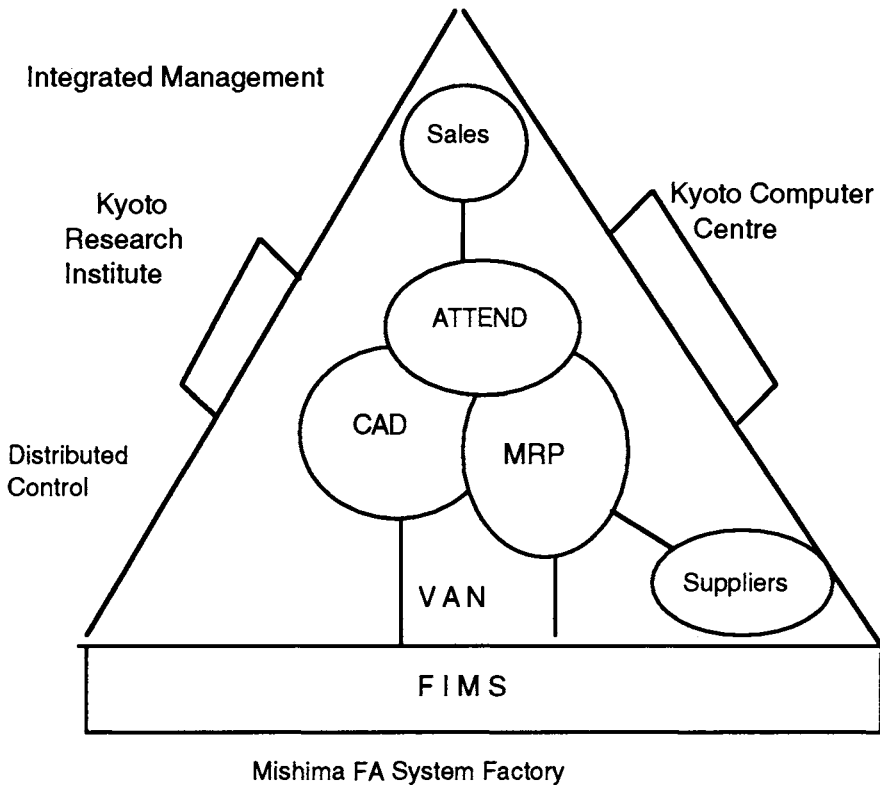 Integrated Management
Sales
Kyoto
Research
Institute
Kyoto Computer
Centre
ATTEND
CAD
MRP
Distributed
Control
Suppliers
VAN
FIMS
Mishima FA System Factory